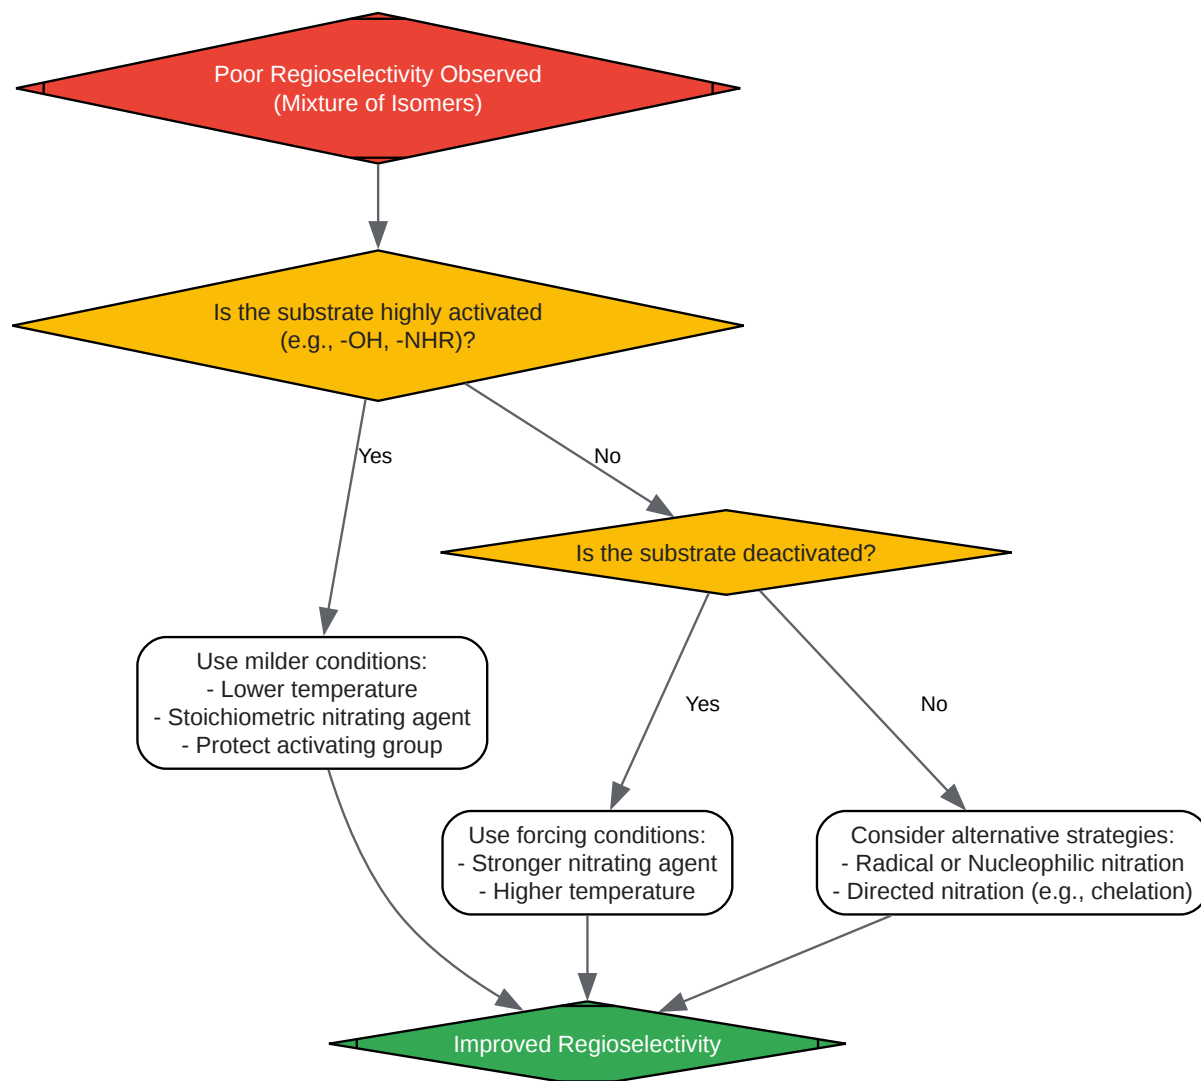 Poor Regioselectivity Observed
(Mixture of Isomers)
Is the substrate highly activated
(e.g., -OH, -NHR)?
Yes
No
Is the substrate deactivated?
Use milder conditions:
- Lower temperature
- Stoichiometric nitrating agent
- Protect activating group
Yes
No
Use forcing conditions:
- Stronger nitrating agent
- Higher temperature
Consider alternative strategies:
- Radical or Nucleophilic nitration
- Directed nitration (e.g., chelation)
Improved Regioselectivity